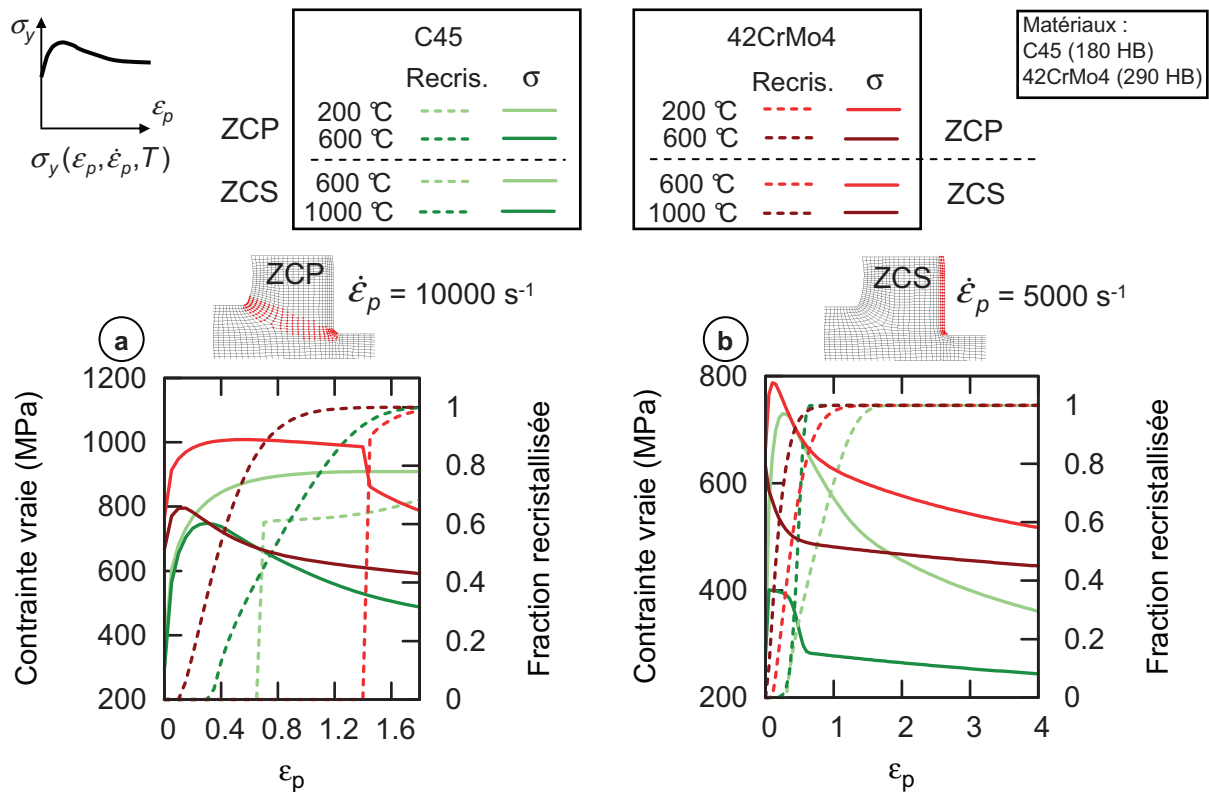 σy
εp
σy(εp, ε̇p, T)
C45
Recris. σ
ZCP
200 °C
600 °C
ZCS
600 °C
1000 °C
42CrMo4
Recris. σ
200 °C
600 °C
ZCP
600 °C
1000 °C
ZCS
Matériaux :
C45 (180 HB)
42CrMo4 (290 HB)
ZCP
ε̇p = 10000 s-1
a
Contrainte vraie (MPa)
1200
1000
800
600
400
200
0 0.4 0.8 1.2 1.6
εp
1
0.8
0.6
0.4
0.2
0
Fraction recristallisée
ZCS
ε̇p = 5000 s-1
b
Contrainte vraie (MPa)
800
600
400
200
0 1 2 3 4
εp
1
0.8
0.6
0.4
0.2
0
Fraction recristallisée